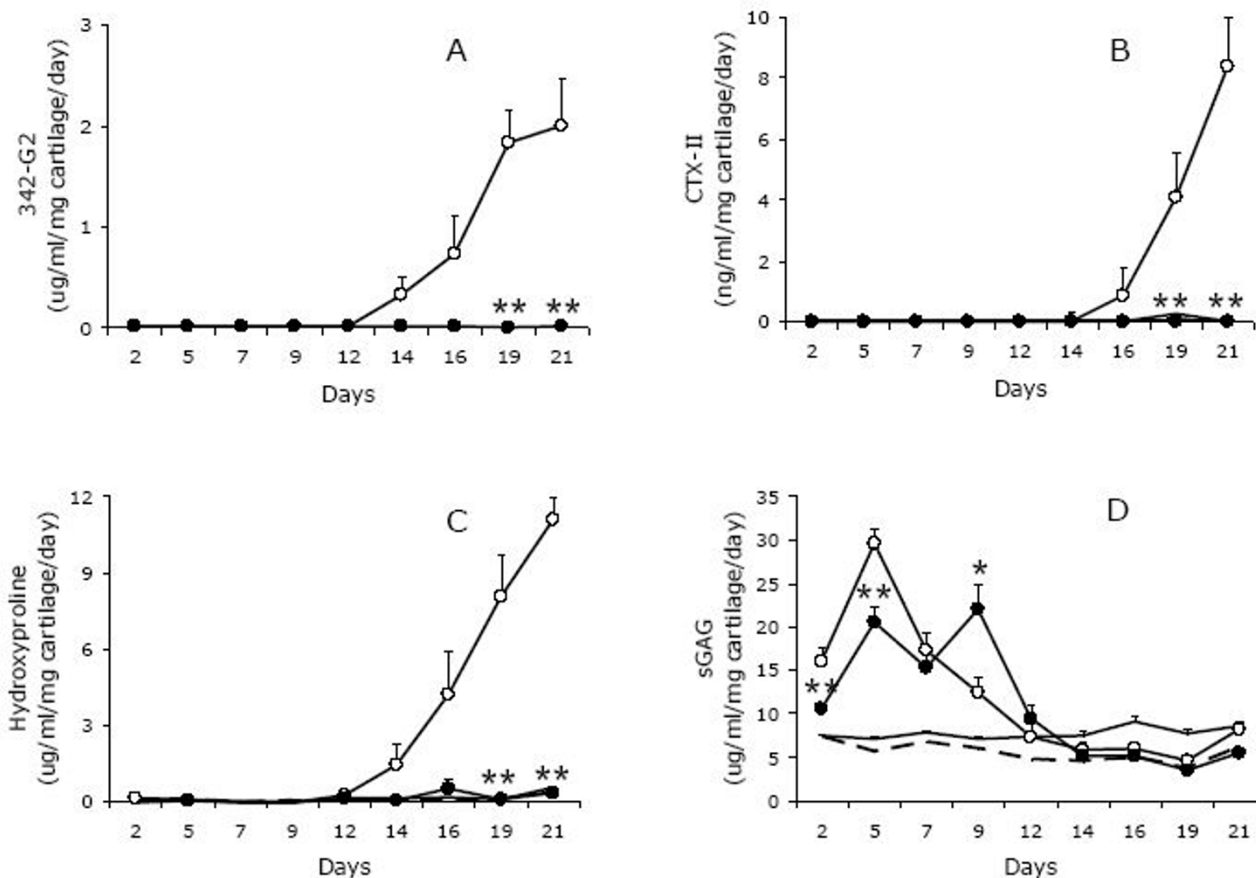 A
342-G2
(ug/ml/mg cartilage/day)
3
2
1
0
** **
2 5 7 9 12 14 16 19 21
Days
B
CTX-II
(ng/ml/mg cartilage/day)
10
8
6
4
2
0
** **
2 5 7 9 12 14 16 19 21
Days
C
Hydroxyproline
(ug/ml/mg cartilage/day)
12
9
6
3
0
** **
2 5 7 9 12 14 16 19 21
Days
D
sGAG
(ug/ml/mg cartilage/day)
35
30
25
20
15
10
5
0
*
**
**
2 5 7 9 12 14 16 19 21
Days